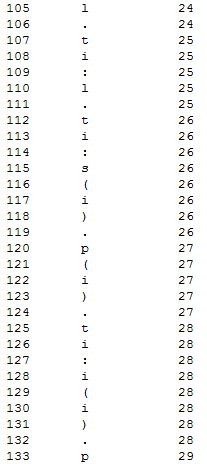 105 l 24
106 . 24
107 t 25
108 i 25
109 : 25
110 l 25
111 . 25
112 t 26
113 i 26
114 : 26
115 s 26
116 ( 26
117 i 26
118 ) 26
119 . 26
120 p 27
121 ( 27
122 i 27
123 ) 27
124 . 27
125 t 28
126 i 28
127 : 28
128 i 28
129 ( 28
130 i 28
131 ) 28
132 . 28
133 p 29